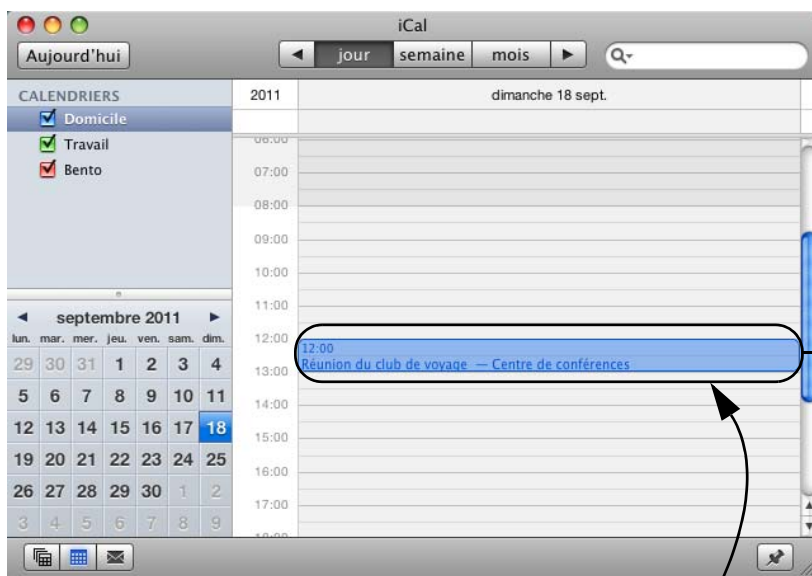 iCal
Aujourd'hui
jour semaine mois
CALENDRIERS
Domicile
Travail
Bento
2011 dimanche 18 sept.
06:00
07:00
08:00
09:00
10:00
11:00
12:00
13:00
14:00
15:00
16:00
17:00
18:00
12:00
Réunion du club de voyage — Centre de conférences
septembre 2011
lun. mar. mer. jeu. ven. sam. dim.
29 30 31 1 2 3 4
5 6 7 8 9 10 11
12 13 14 15 16 17 18
19 20 21 22 23 24 25
26 27 28 29 30 1 2
3 4 5 6 7 8 9